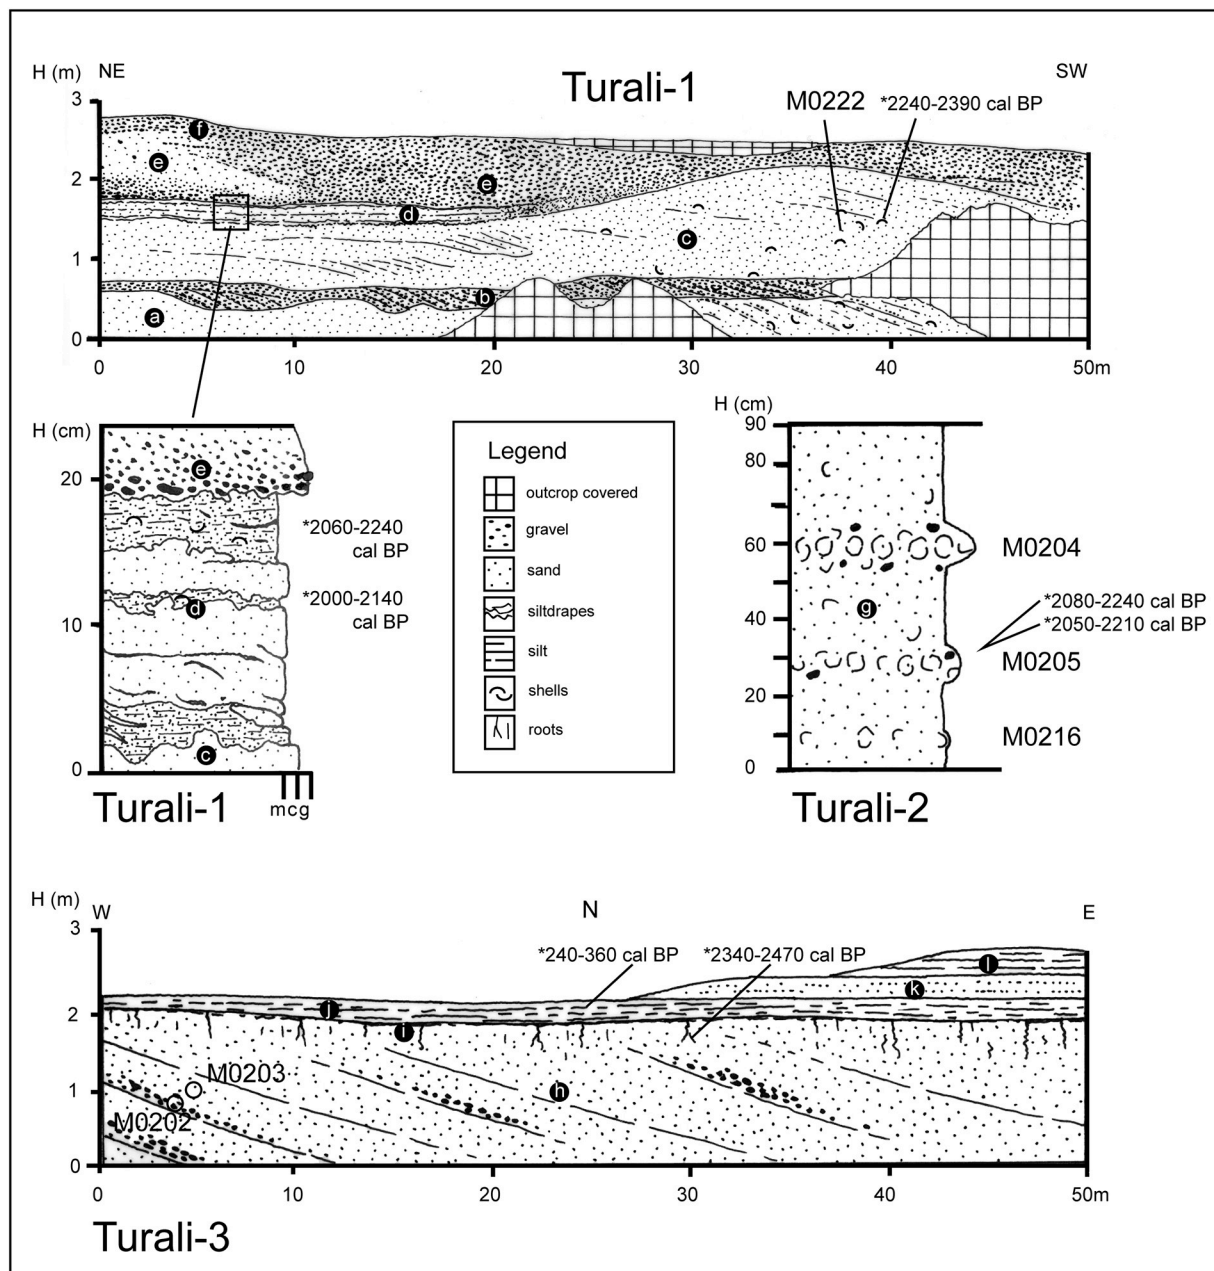 H (m) NE
Turali-1
SW
M0222
*2240-2390 cal BP
3
2
1
0
f
e
e
d
c
b
a
0 10 20 30 40 50m
H (cm)
20
10
0
e
d
c
*2060-2240
cal BP
*2000-2140
cal BP
m c g
Turali-1
Legend
outcrop covered
gravel
sand
siltdrapes
silt
shells
roots
H (cm)
90
80
60
40
20
0
g
M0204
*2080-2240 cal BP
*2050-2210 cal BP
M0205
M0216
Turali-2
H (m)
W
N
E
3
2
1
0
*240-360 cal BP
*2340-2470 cal BP
l
k
j
i
h
M0203
M0202
0 10 20 30 40 50m
Turali-3